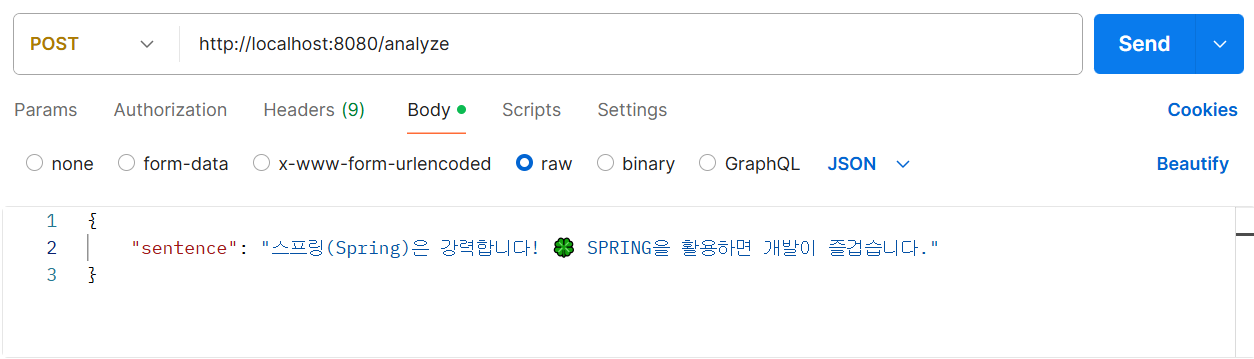 POST http://localhost:8080/analyze Send
Params Authorization Headers (9) Body Scripts Settings Cookies
none form-data x-www-form-urlencoded raw binary GraphQL JSON Beautify
1 {
2 "sentence": "스프링(Spring)은 강력합니다! 🍀 SPRING을 활용하면 개발이 즐겁습니다."
3 }